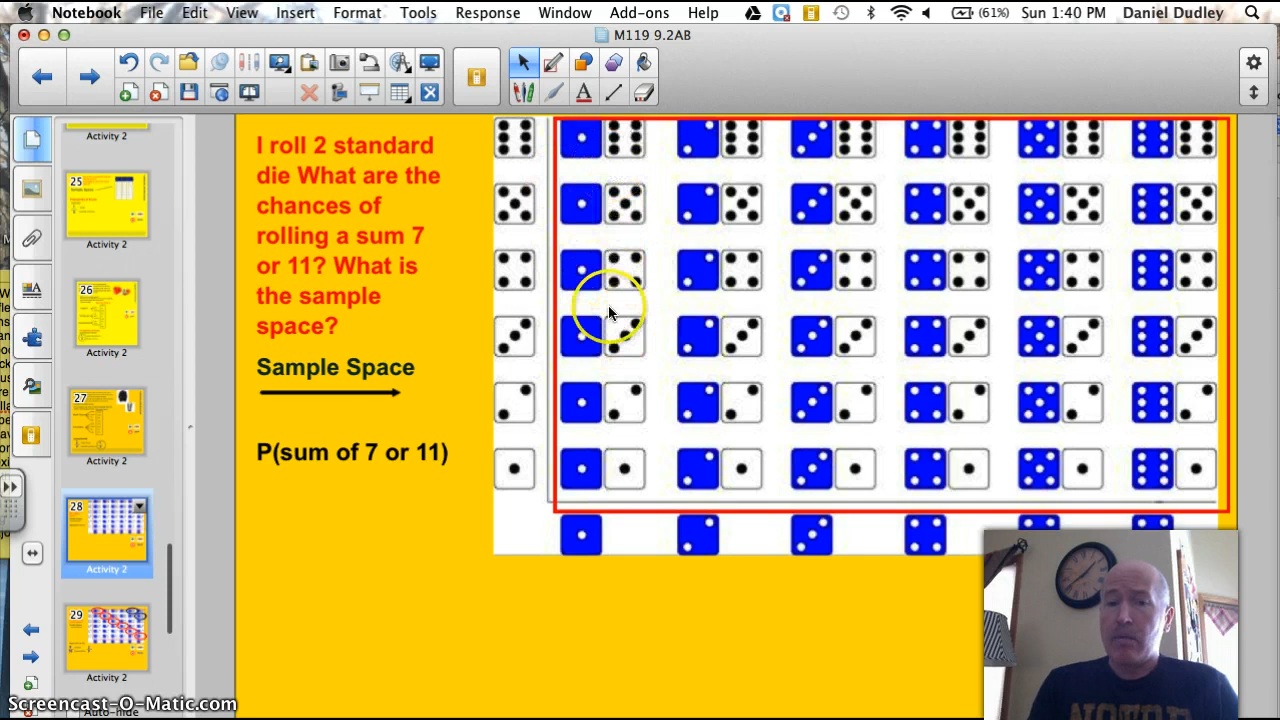 Notebook File Edit View Insert Format Tools Response Window Add-ons Help (61%) Sun 1:40 PM Daniel Dudley
M119 9.2AB
Activity 2
25
Activity 2
26
Activity 2
27
Activity 2
28
Activity 2
29
Activity 2
Auto-hide
I roll 2 standard
die What are the
chances of
rolling a sum 7
or 11? What is
the sample
space?
Sample Space
P(sum of 7 or 11)
Screencast-O-Matic.com